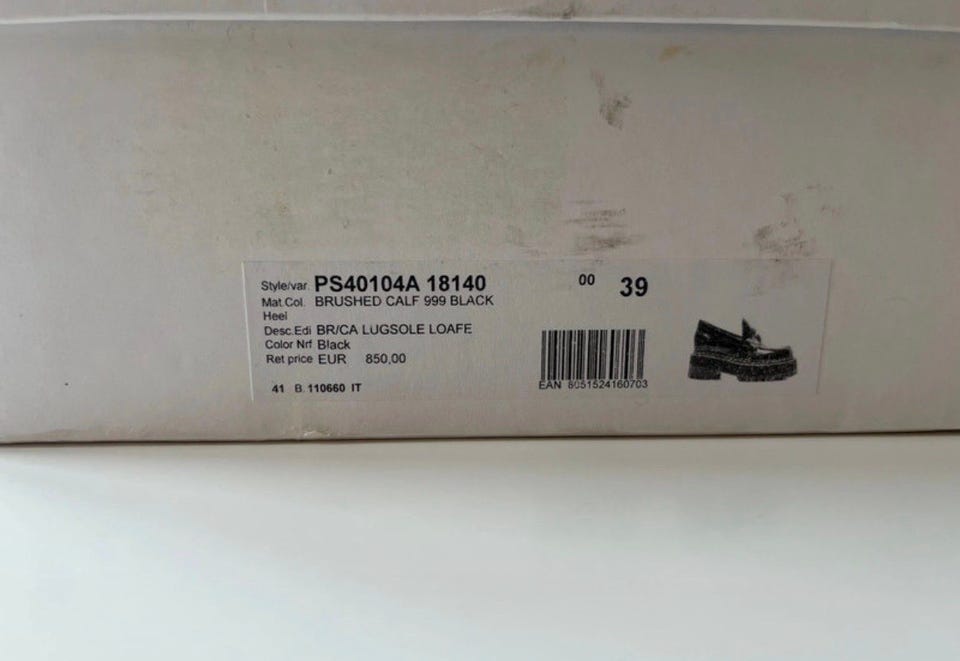 Style/var. PS40104A 18140 00 39
Mat.Col. BRUSHED CALF 999 BLACK
Heel
Desc.Edi BR/CA LUGSOLE LOAFE
Color Nrf Black
Ret price EUR 850,00
41 B. 110660 IT
EAN 8051524160703